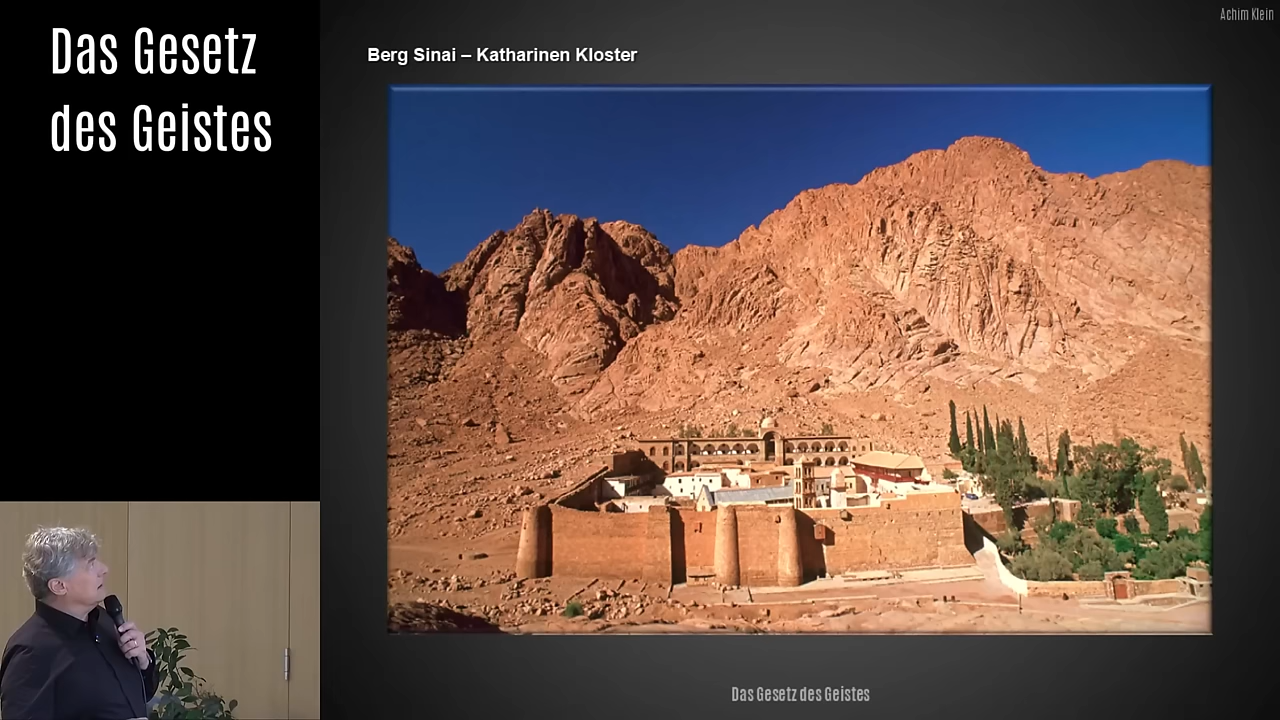 Das Gesetz
des Geistes
Achim Klein
Berg Sinai – Katharinen Kloster
Das Gesetz des Geistes